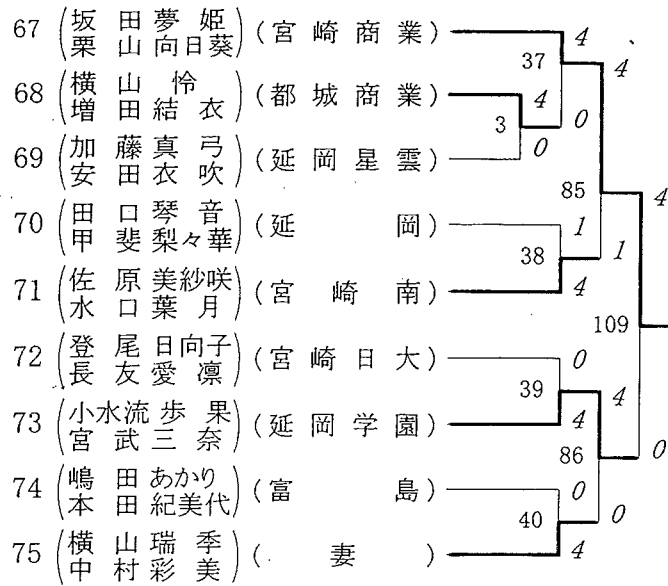 67 (坂田夢姫 栗山向日葵) (宮崎商業) 4
37 4
68 (横山怜 増田結衣) (都城商業) 4 0
3 0
69 (加藤真弓 安田衣吹) (延岡星雲)
85 4
70 (田口琴音 甲斐梨々華) (延岡) 1
38 1
71 (佐原美紗咲 水口葉月) (宮崎南) 4
109
72 (登尾日向子 長友愛凛) (宮崎日大) 0
39 4
73 (小水流歩果 宮武三奈) (延岡学園) 4
86 0
74 (嶋田あかり 本田紀美代) (富島) 0
40 0
75 (横山瑞季 中村彩美) (妻) 4